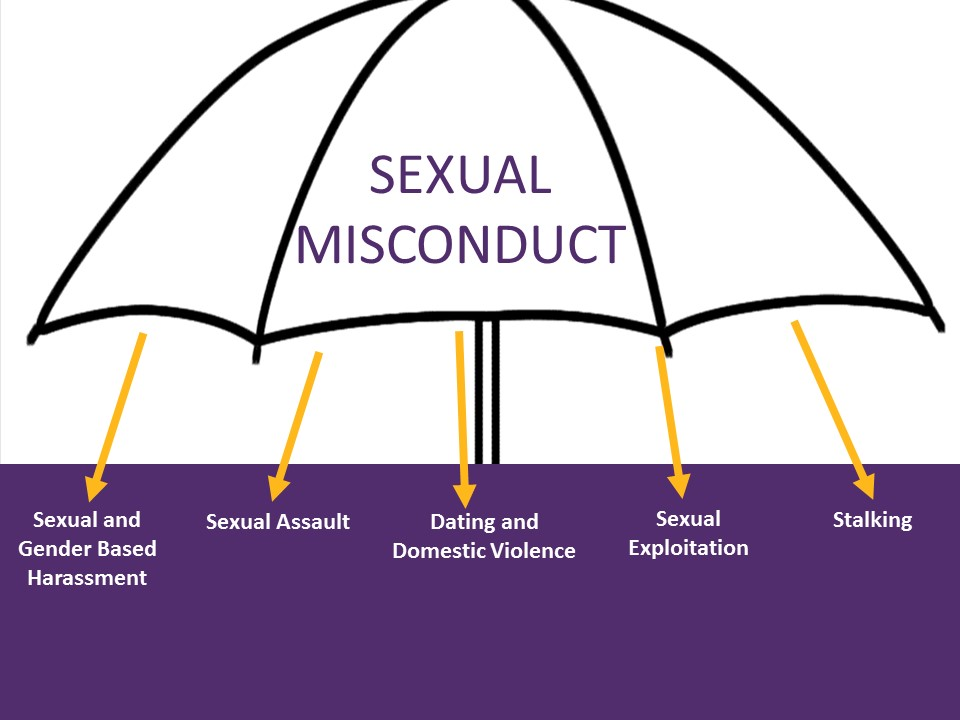 SEXUAL
MISCONDUCT
Sexual and
Gender Based
Harassment
Sexual Assault
Dating and
Domestic Violence
Sexual
Exploitation
Stalking